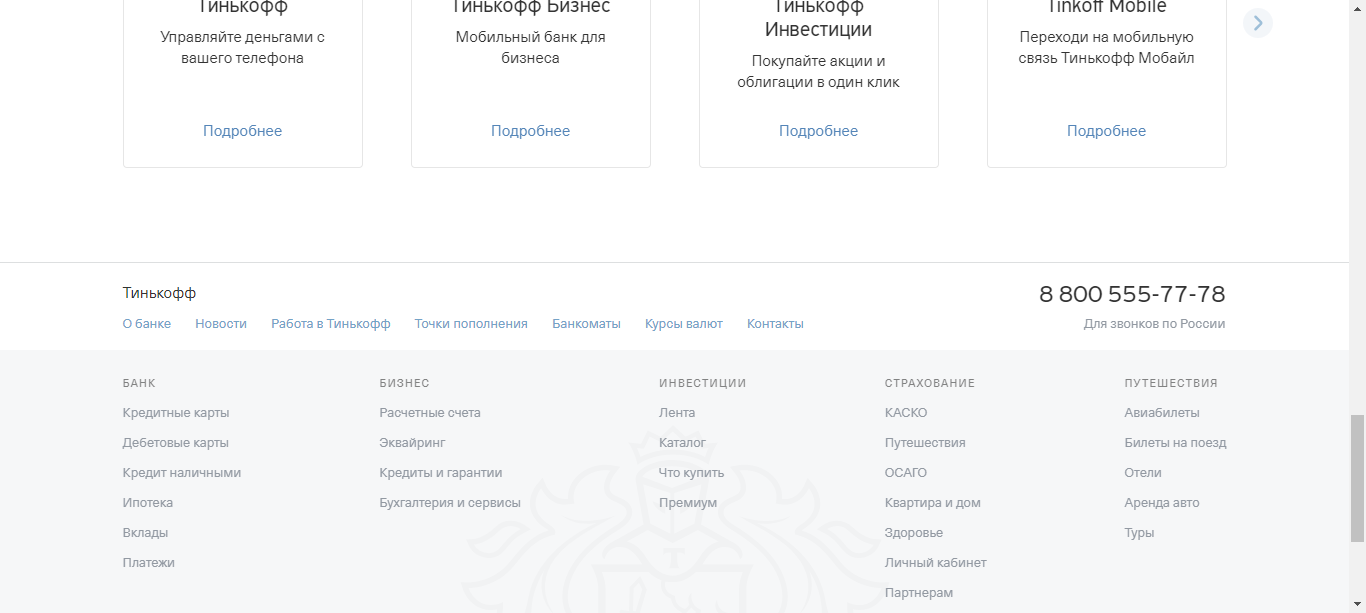 Тинькофф
Управляйте деньгами с
вашего телефона
Подробнее
Тинькофф Бизнес
Мобильный банк для
бизнеса
Подробнее
Тинькофф
Инвестиции
Покупайте акции и
облигации в один клик
Подробнее
Tinkoff Mobile
Переходи на мобильную
связь Тинькофф Мобайл
Подробнее
Тинькофф
8 800 555-77-78
О банке Новости Работа в Тинькофф Точки пополнения Банкоматы Курсы валют Контакты
Для звонков по России
БАНК
Кредитные карты
Дебетовые карты
Кредит наличными
Ипотека
Вклады
Платежи
БИЗНЕС
Расчетные счета
Эквайринг
Кредиты и гарантии
Бухгалтерия и сервисы
ИНВЕСТИЦИИ
Лента
Каталог
Что купить
Премиум
СТРАХОВАНИЕ
КАСКО
Путешествия
ОСАГО
Квартира и дом
Здоровье
Личный кабинет
Партнерам
ПУТЕШЕСТВИЯ
Авиабилеты
Билеты на поезд
Отели
Аренда авто
Туры